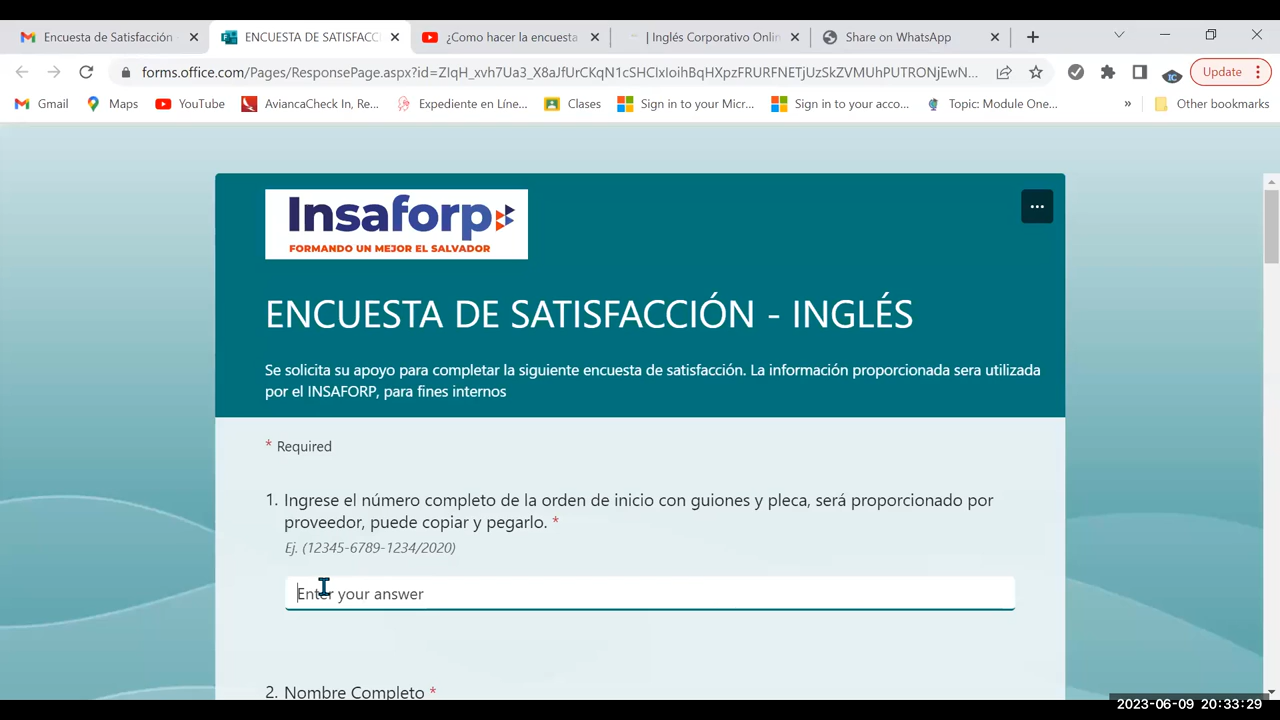 Encuesta de Satisfacción
ENCUESTA DE SATISFACC
¿Como hacer la encuesta
| Inglés Corporativo Onlin
Share on WhatsApp
forms.office.com/Pages/ResponsePage.aspx?id=ZIqH_xvh7Ua3_X8aJfUrCKqN1cSHClxIoihBqHXpzFRURFNETjUzSkZVMUhPUTRONjEwN...
Update
Gmail
Maps
YouTube
AviancaCheck In, Re...
Expediente en Líne...
Clases
Sign in to your Micr...
Sign in to your acco...
Topic: Module One...
»
Other bookmarks
Insaforp
FORMANDO UN MEJOR EL SALVADOR
...
ENCUESTA DE SATISFACCIÓN - INGLÉS
Se solicita su apoyo para completar la siguiente encuesta de satisfacción. La información proporcionada sera utilizada
por el INSAFORP, para fines internos
* Required
1. Ingrese el número completo de la orden de inicio con guiones y pleca, será proporcionado por
proveedor, puede copiar y pegarlo. *
Ej. (12345-6789-1234/2020)
Enter your answer
2. Nombre Completo *
2023-06-09 20:33:29